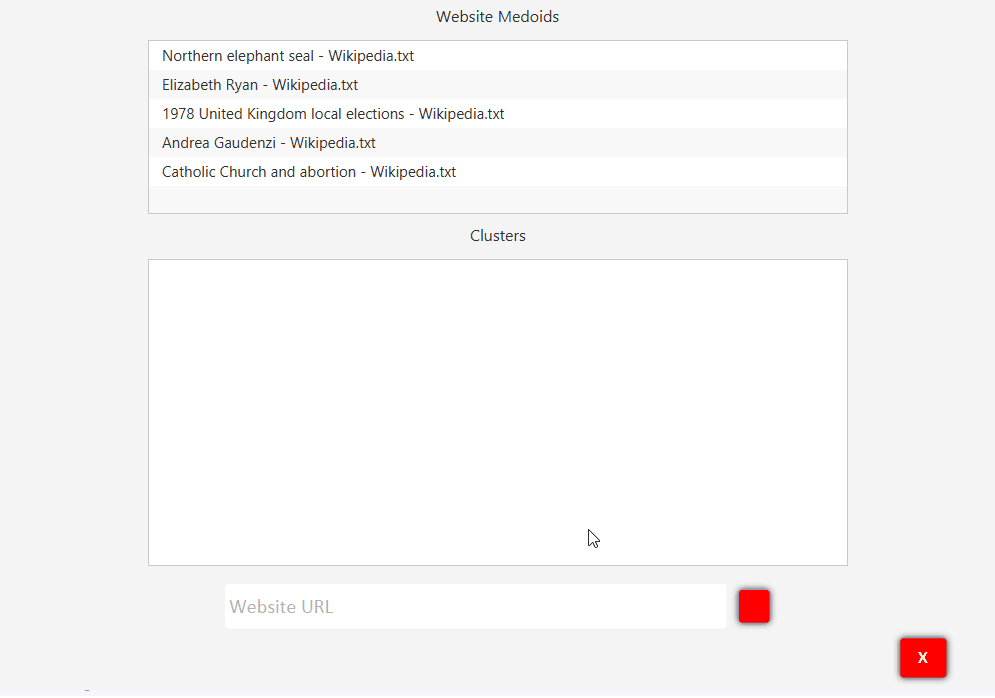 Website Medoids
Northern elephant seal - Wikipedia.txt
Elizabeth Ryan - Wikipedia.txt
1978 United Kingdom local elections - Wikipedia.txt
Andrea Gaudenzi - Wikipedia.txt
Catholic Church and abortion - Wikipedia.txt
Clusters
Website URL
X